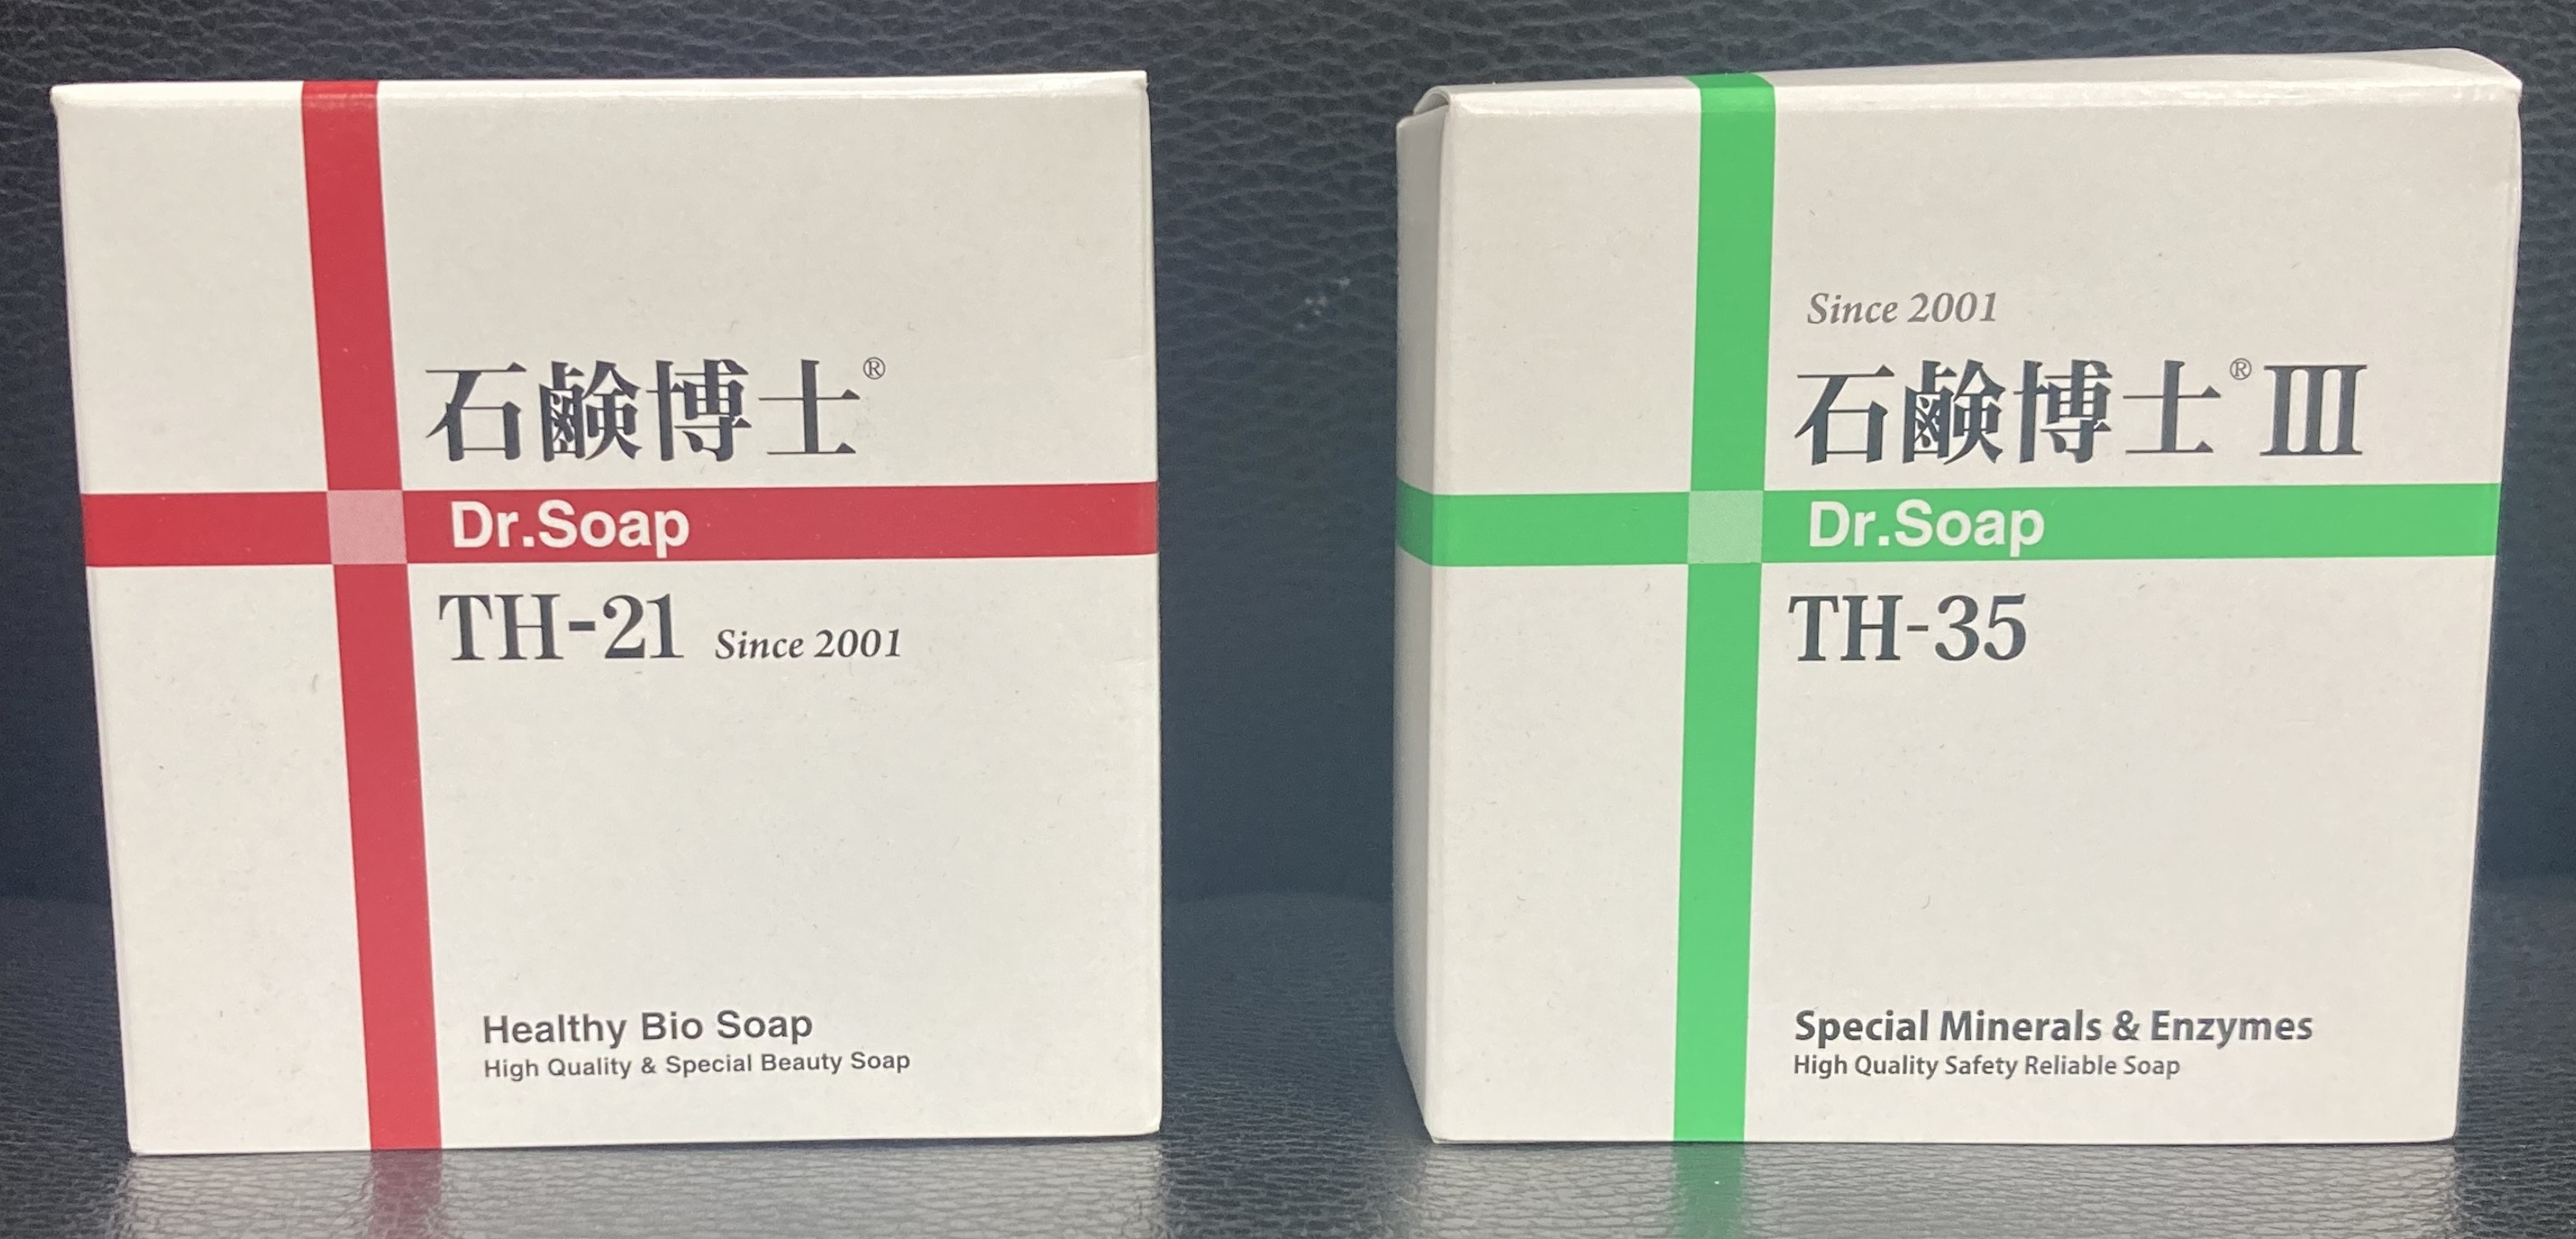 石鹸博士®
Dr.Soap
TH-21 Since 2001
Healthy Bio Soap
High Quality & Special Beauty Soap
Since 2001
石鹸博士®III
Dr.Soap
TH-35
Special Minerals & Enzymes
High Quality Safety Reliable Soap